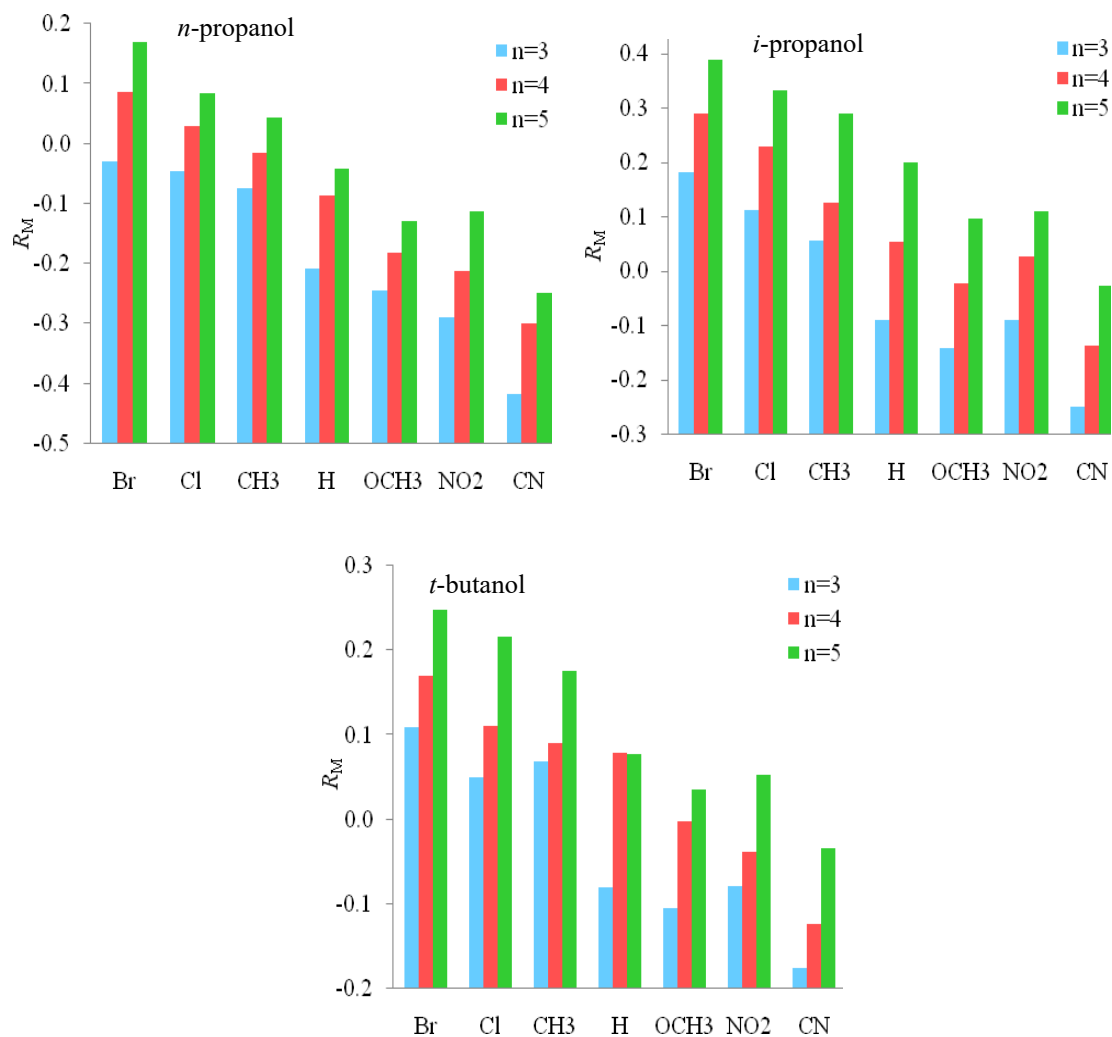 n-propanol
n=3
n=4
n=5
0.2
0.1
0.0
-0.1
-0.2
-0.3
-0.4
-0.5
RM
Br Cl CH3 H OCH3 NO2 CN
i-propanol
n=3
n=4
n=5
0.4
0.3
0.2
0.1
0.0
-0.1
-0.2
-0.3
RM
Br Cl CH3 H OCH3 NO2 CN
t-butanol
n=3
n=4
n=5
0.3
0.2
0.1
0.0
-0.1
-0.2
RM
Br Cl CH3 H OCH3 NO2 CN